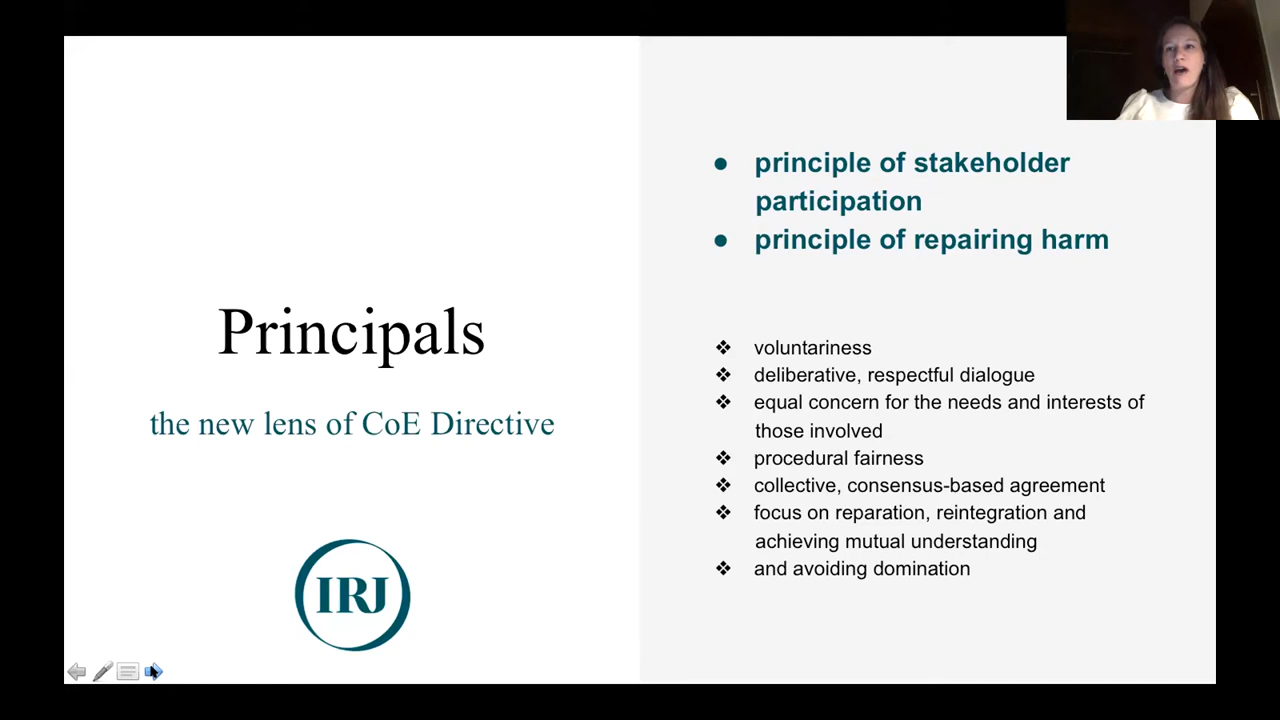 Principals
the new lens of CoE Directive
IRJ
● principle of stakeholder
participation
● principle of repairing harm
❖ voluntariness
❖ deliberative, respectful dialogue
❖ equal concern for the needs and interests of
those involved
❖ procedural fairness
❖ collective, consensus-based agreement
❖ focus on reparation, reintegration and
achieving mutual understanding
❖ and avoiding domination